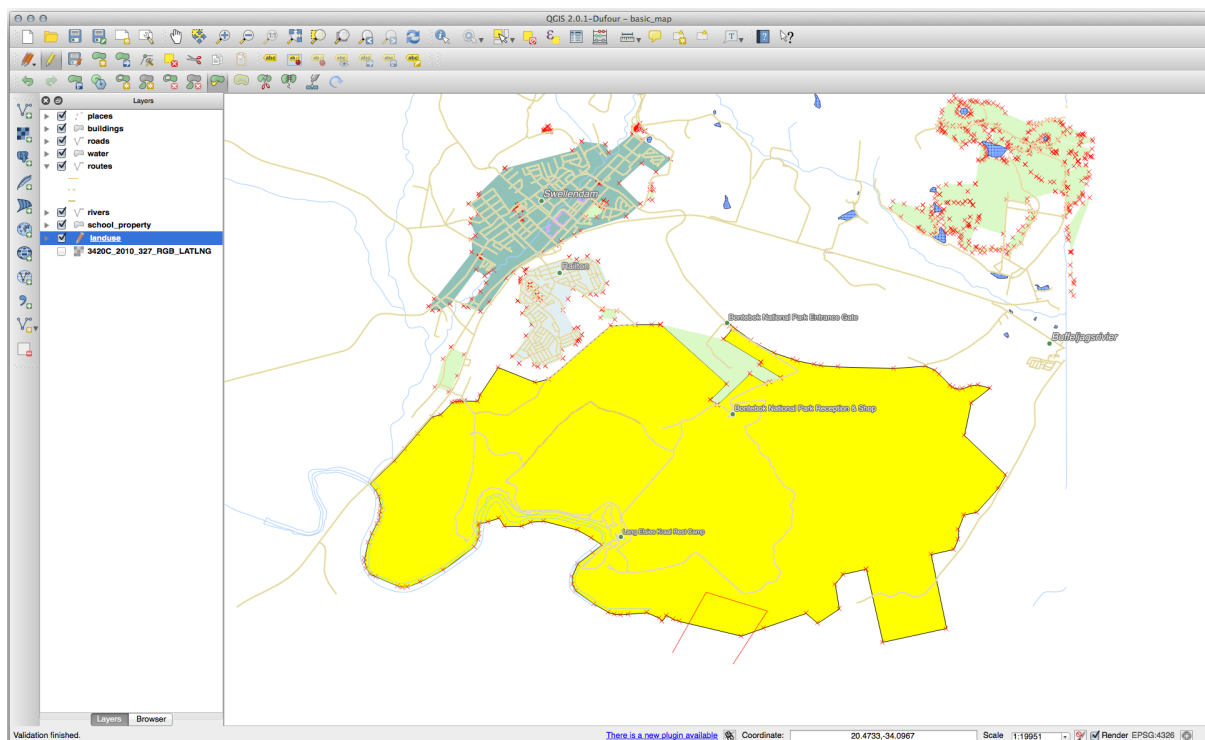 QGIS 2.0.1-Dufour – basic_map
Layers
places
buildings
roads
water
routes
rivers
school_property
landuse
3420C_2010_327_RGB_LATLNG
Swellendam
Railton
Bontebok National Park Entrance Gate
Buffeljagsrivier
Bontebok National Park Reception & Shop
Lang Elsies Kraal Rest Camp
Layers Browser
Validation finished. There is a new plugin available Coordinate: 20.4733,-34.0967 Scale 1:19951 Render EPSG:4326